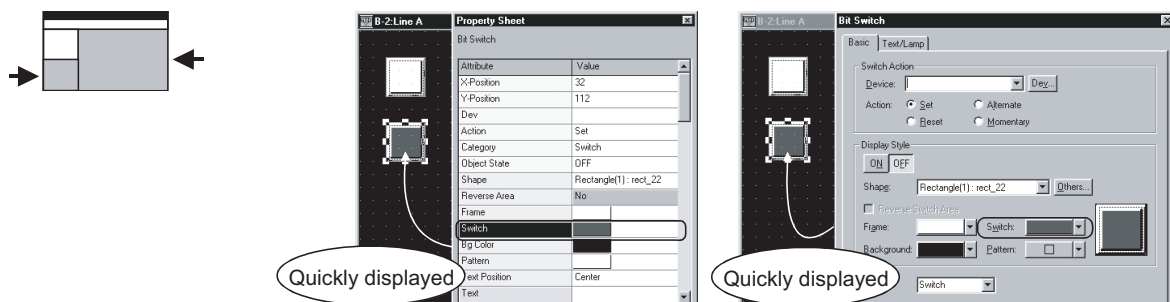 B-2:Line A
Property Sheet
Bit Switch
Attribute Value
X-Position 32
Y-Position 112
Dev
Action Set
Category Switch
Object State OFF
Shape Rectangle(1) : rect_22
Reverse Area No
Frame
Switch
Bg Color
Pattern
Text Position Center
Text
Quickly displayed
B-2:Line A
Bit Switch
Basic Text/Lamp
Switch Action
Device: Dev...
Action: Set Alternate
Reset Momentary
Display Style
ON OFF
Shape: Rectangle(1) : rect_22 Others...
Reverse Switch Area
Frame: Switch:
Background: Pattern:
Quickly displayed
Switch